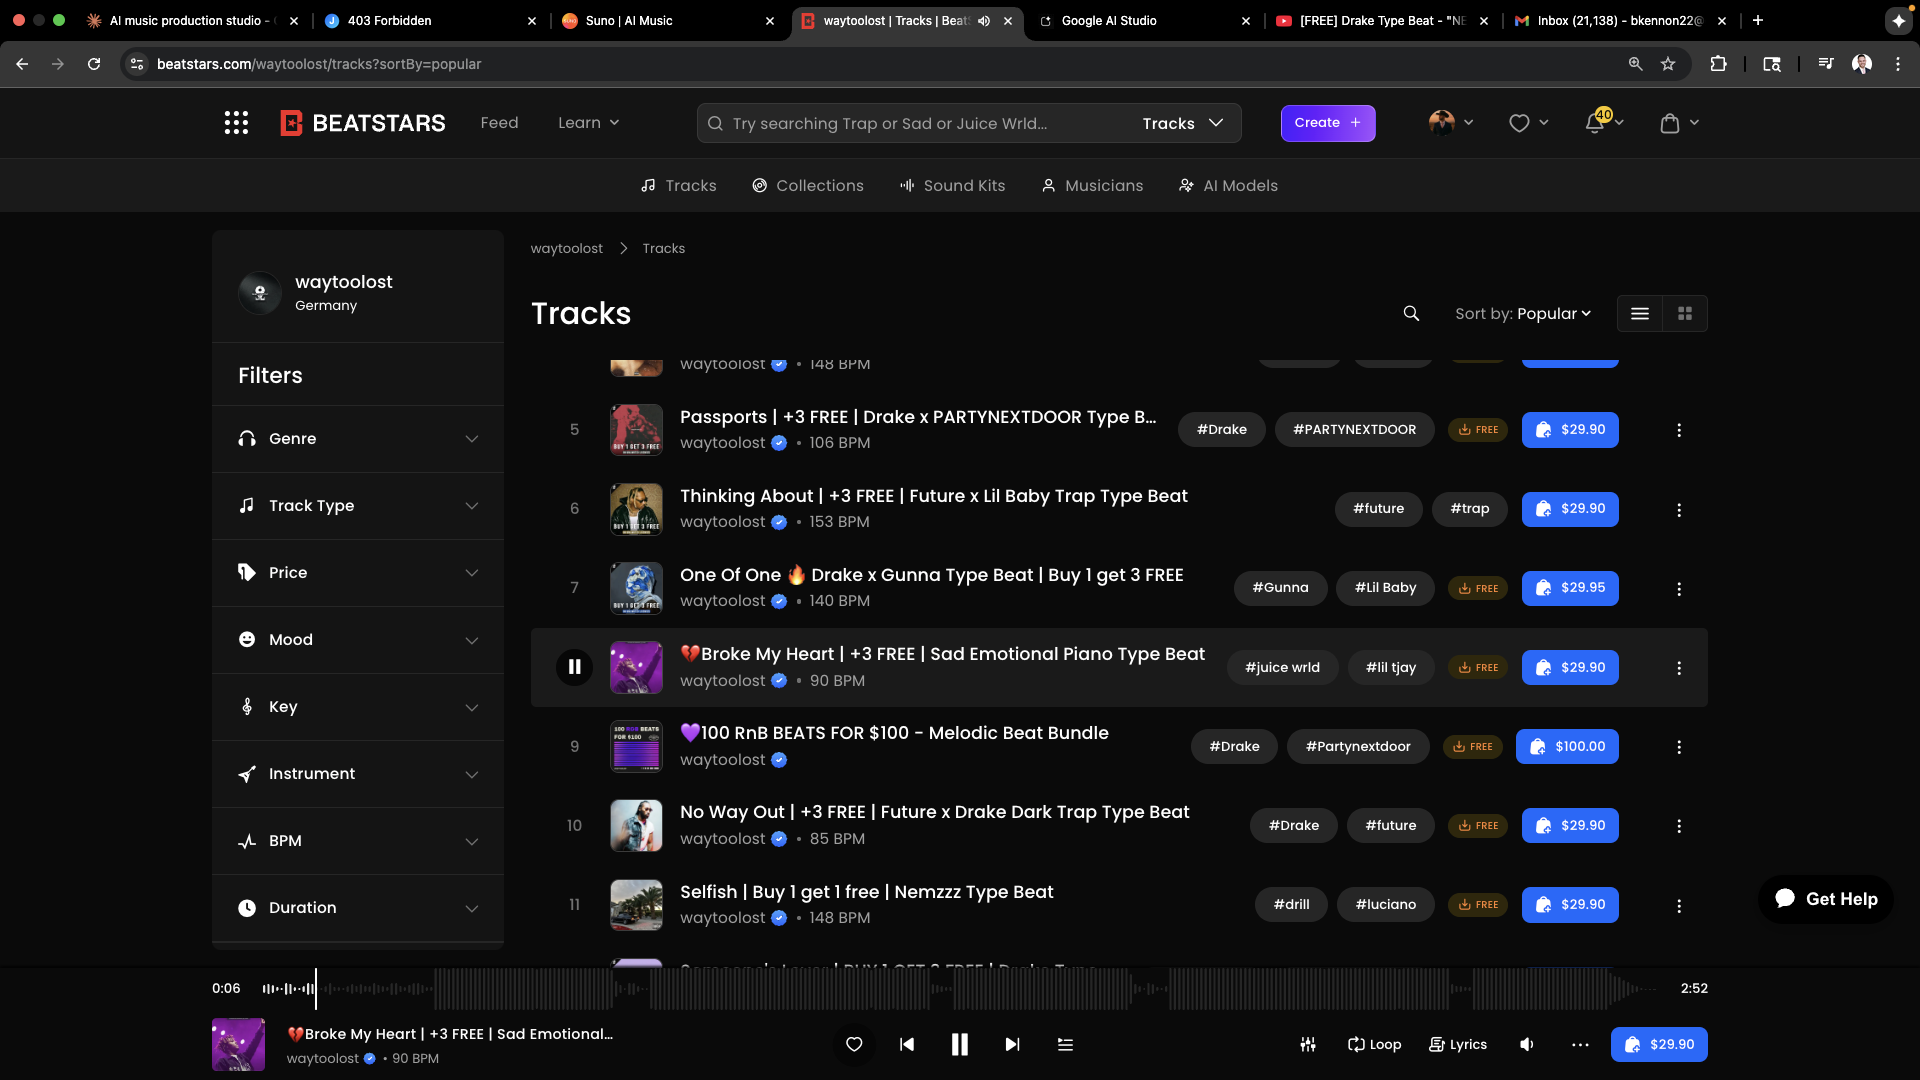 AI music production studio -
403 Forbidden
Suno | AI Music
waytoolost | Tracks | BeatS
Google AI Studio
[FREE] Drake Type Beat - "NE
Inbox (21,138) - bkennon22@
beatstars.com/waytoolost/tracks?sortBy=popular
BEATSTARS
Feed
Learn
Try searching Trap or Sad or Juice Wrld...
Tracks
Create +
40
Tracks
Collections
Sound Kits
Musicians
AI Models
waytoolost
Germany
Filters
Genre
Track Type
Price
Mood
Key
Instrument
BPM
Duration
waytoolost > Tracks
Tracks
Sort by: Popular
waytoolost • 148 BPM
5
Passports | +3 FREE | Drake x PARTYNEXTDOOR Type B...
waytoolost • 106 BPM
#Drake
#PARTYNEXTDOOR
FREE
$29.90
6
Thinking About | +3 FREE | Future x Lil Baby Trap Type Beat
waytoolost • 153 BPM
#future
#trap
$29.90
7
One Of One 🔥 Drake x Gunna Type Beat | Buy 1 get 3 FREE
waytoolost • 140 BPM
#Gunna
#Lil Baby
FREE
$29.95
💔Broke My Heart | +3 FREE | Sad Emotional Piano Type Beat
waytoolost • 90 BPM
#juice wrld
#lil tjay
FREE
$29.90
9
💜100 RnB BEATS FOR $100 - Melodic Beat Bundle
waytoolost
#Drake
#Partynextdoor
FREE
$100.00
10
No Way Out | +3 FREE | Future x Drake Dark Trap Type Beat
waytoolost • 85 BPM
#Drake
#future
FREE
$29.90
11
Selfish | Buy 1 get 1 free | Nemzzz Type Beat
waytoolost • 148 BPM
#drill
#luciano
FREE
$29.90
Get Help
0:06
2:52
💔Broke My Heart | +3 FREE | Sad Emotional...
waytoolost • 90 BPM
Loop
Lyrics
$29.90